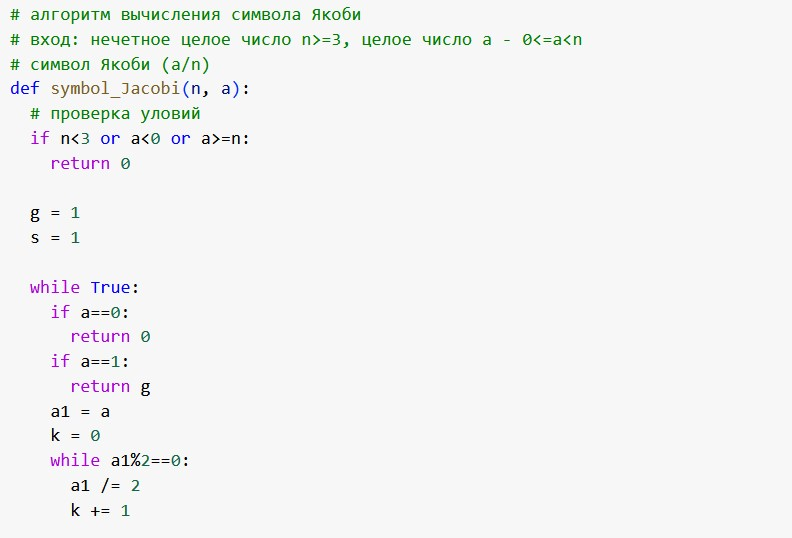 # алгоритм вычисления символа Якоби
# вход: нечетное целое число n>=3, целое число a - 0<=a<n
# символ Якоби (a/n)
def symbol_Jacobi(n, a):
  # проверка уловий
  if n<3 or a<0 or a>=n:
    return 0

  g = 1
  s = 1

  while True:
    if a==0:
      return 0
    if a==1:
      return g
    a1 = a
    k = 0
    while a1%2==0:
      a1 /= 2
      k += 1